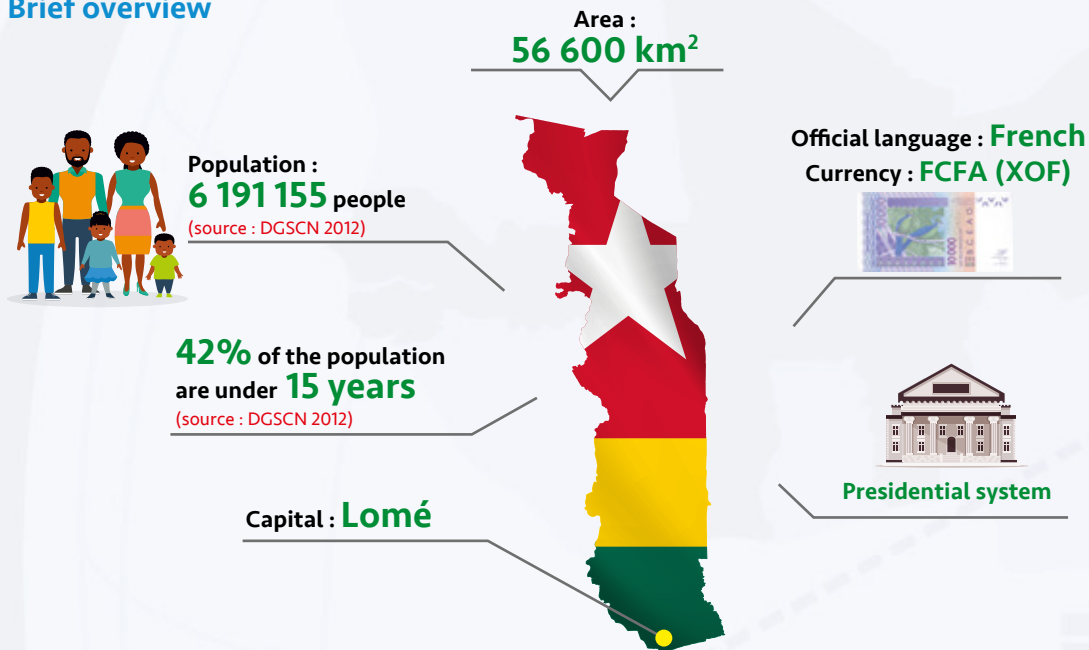 Brief overview
Area :
56 600 km²
Population :
6 191 155 people
(source : DGSCN 2012)
Official language : French
Currency : FCFA (XOF)
10000
42% of the population
are under 15 years
(source : DGSCN 2012)
Presidential system
Capital : Lomé